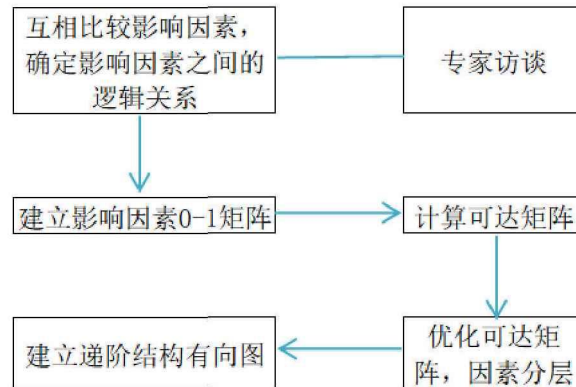 互相比较影响因素，
确定影响因素之间的
逻辑关系
专家访谈
建立影响因素0-1矩阵
计算可达矩阵
优化可达矩
阵，因素分层
建立递阶结构有向图